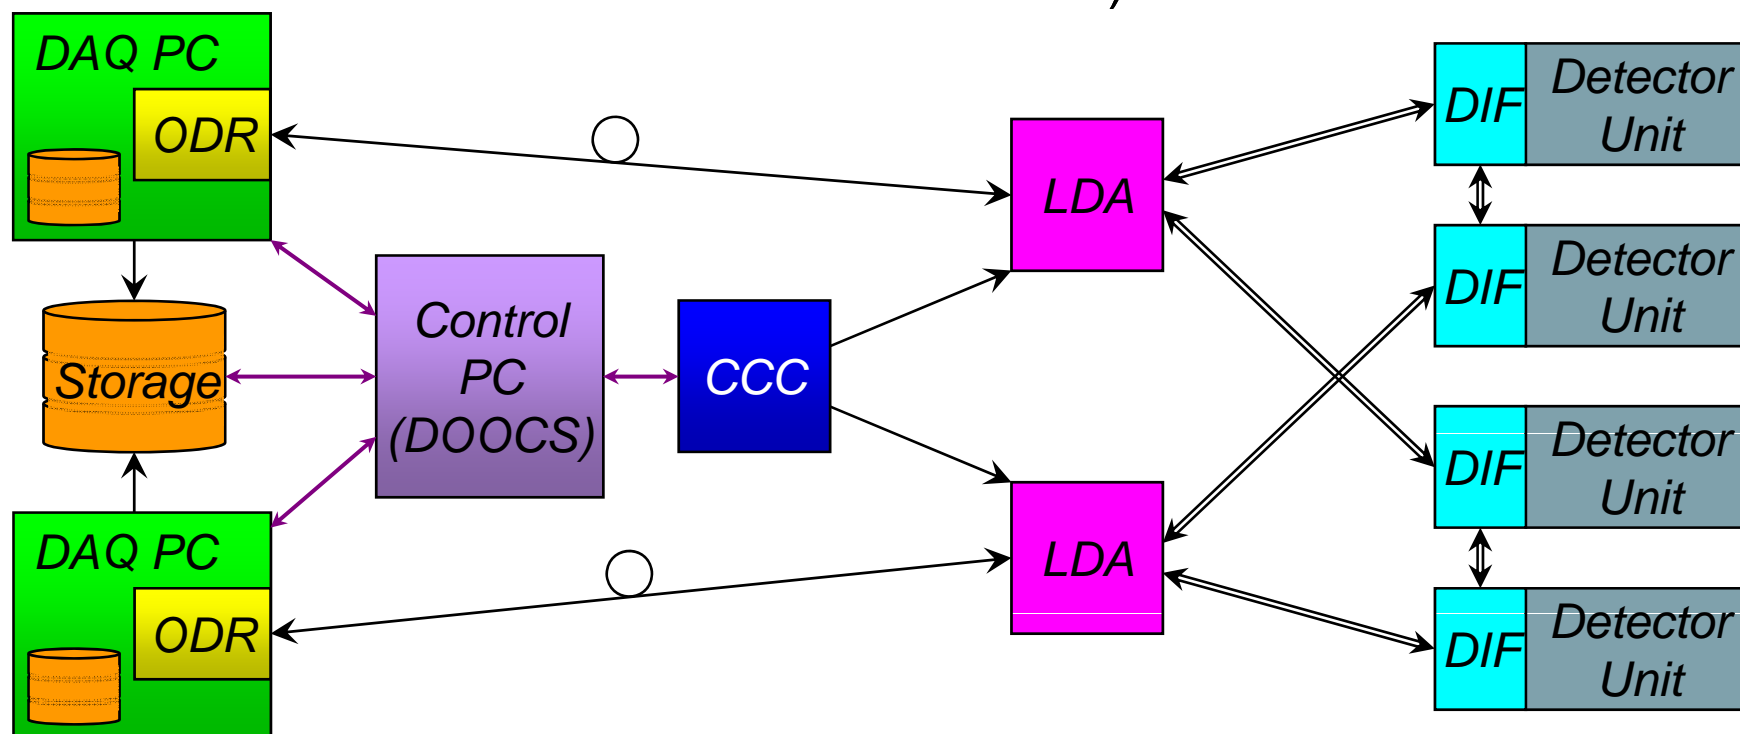 DAQ PC
ODR
Storage
DAQ PC
ODR
Control
PC
(DOOCS)
CCC
LDA
LDA
DIF
Detector
Unit
DIF
Detector
Unit
DIF
Detector
Unit
DIF
Detector
Unit